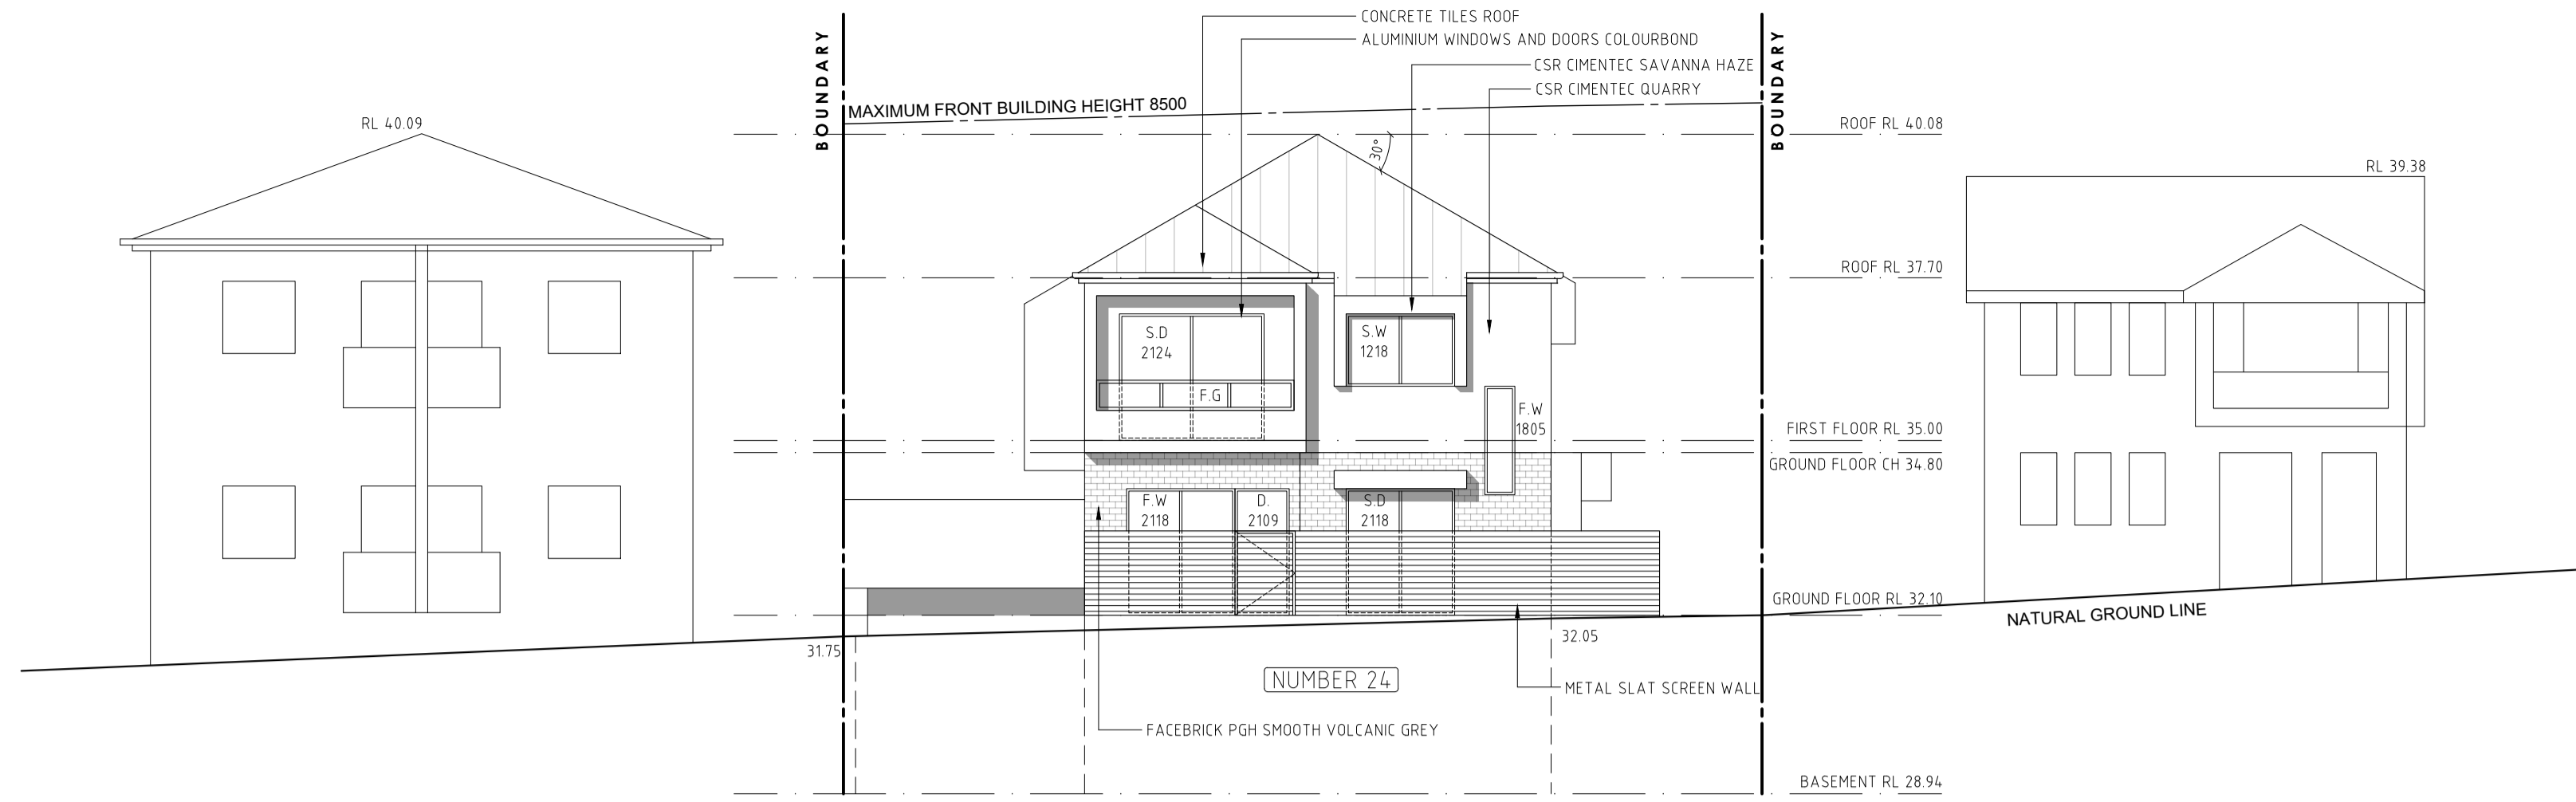 CONCRETE TILES ROOF
ALUMINIUM WINDOWS AND DOORS COLOURBOND
CSR CIMENTEC SAVANNA HAZE
CSR CIMENTEC QUARRY
BOUNDARY
BOUNDARY
MAXIMUM FRONT BUILDING HEIGHT 8500
RL 40.09
ROOF RL 40.08
30°
RL 39.38
ROOF RL 37.70
S.D
2124
S.W
1218
F.G
F.W
1805
FIRST FLOOR RL 35.00
GROUND FLOOR CH 34.80
F.W
2118
D.
2109
S.D
2118
GROUND FLOOR RL 32.10
NATURAL GROUND LINE
31.75
32.05
NUMBER 24
METAL SLAT SCREEN WALL
FACEBRICK PGH SMOOTH VOLCANIC GREY
BASEMENT RL 28.94